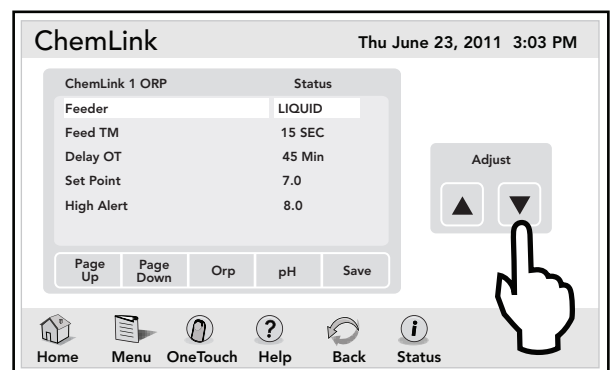 ChemLink Thu June 23, 2011 3:03 PM
ChemLink 1 ORP Status
Feeder LIQUID
Feed TM 15 SEC
Delay OT 45 Min
Set Point 7.0
High Alert 8.0
Adjust
Page Up Page Down Orp pH Save
Home Menu OneTouch Help Back Status